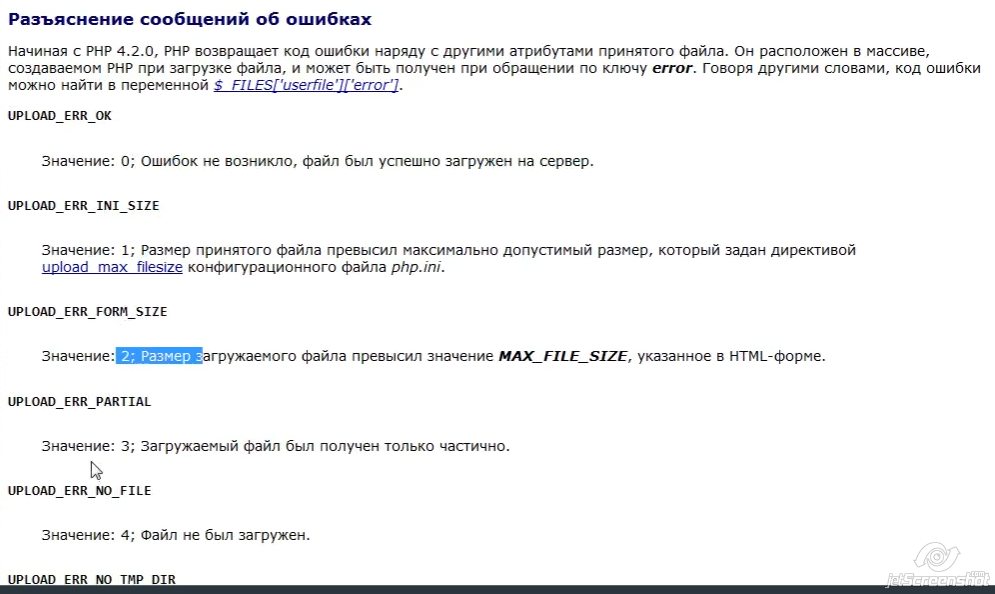 Разъяснение сообщений об ошибках
Начиная с PHP 4.2.0, PHP возвращает код ошибки наряду с другими атрибутами принятого файла. Он расположен в массиве,
создаваемом PHP при загрузке файла, и может быть получен при обращении по ключу error. Говоря другими словами, код ошибки
можно найти в переменной $_FILES['userfile']['error'].
UPLOAD_ERR_OK
Значение: 0; Ошибок не возникло, файл был успешно загружен на сервер.
UPLOAD_ERR_INI_SIZE
Значение: 1; Размер принятого файла превысил максимально допустимый размер, который задан директивой
upload_max_filesize конфигурационного файла php.ini.
UPLOAD_ERR_FORM_SIZE
Значение: 2; Размер загружаемого файла превысил значение MAX_FILE_SIZE, указанное в HTML-форме.
UPLOAD_ERR_PARTIAL
Значение: 3; Загружаемый файл был получен только частично.
UPLOAD_ERR_NO_FILE
Значение: 4; Файл не был загружен.
UPLOAD_ERR_NO_TMP_DIR
jetScreenshot.com